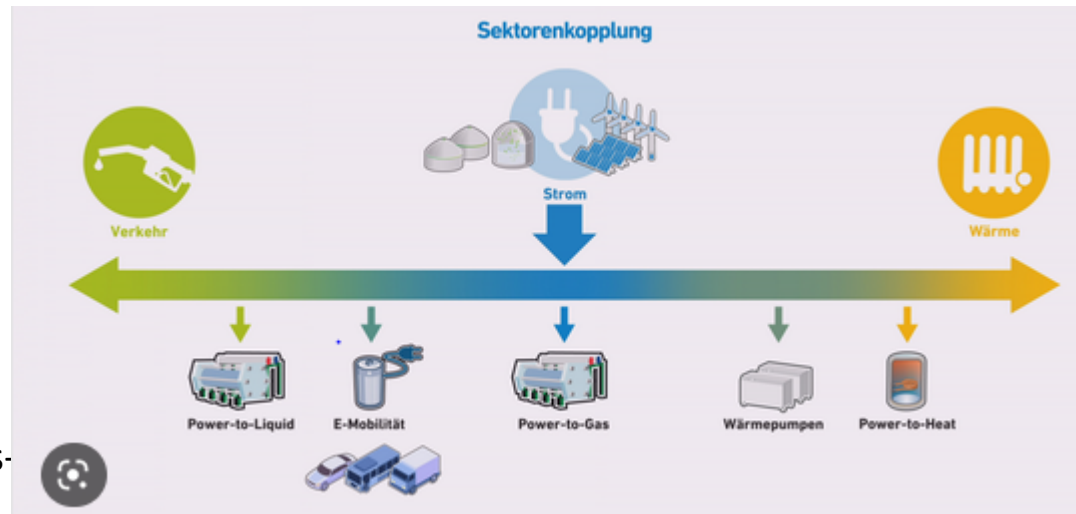 Sektorenkopplung
Strom
Verkehr
Wärme
Power-to-Liquid
E-Mobilität
Power-to-Gas
Wärmepumpen
Power-to-Heat